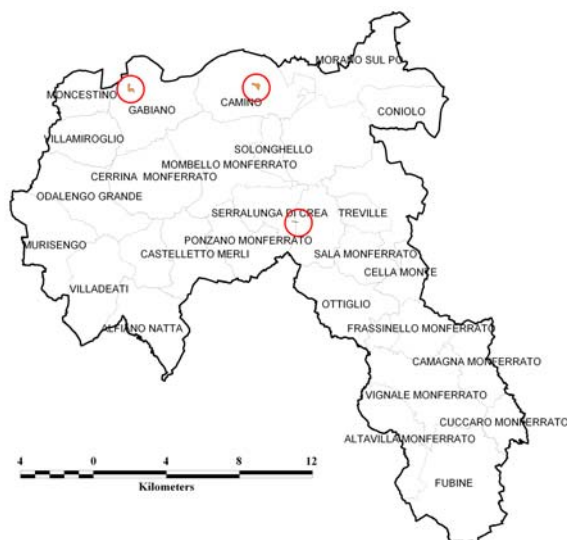 MORANO SUL PO
MONCESTINO
GABIANO
CAMINO
CONIOLO
VILLAMIROGLIO
SOLONGHELLO
MOMBELLO MONFERRATO
CERRINA MONFERRATO
ODALENGO GRANDE
SERRALUNGA DI CREA
TREVILLE
MURISENGO
PONZANO MONFERRATO
CASTELLETTO MERLI
SALA MONFERRATO
CELLA MONTE
VILLADEATI
OTTIGLIO
ALFIANO NATTA
FRASSINELLO MONFERRATO
CAMAGNA MONFERRATO
VIGNALE MONFERRATO
CUCCARO MONFERRATO
ALTAVILLA MONFERRATO
4 0 4 8 12
Kilometers
FUBINE